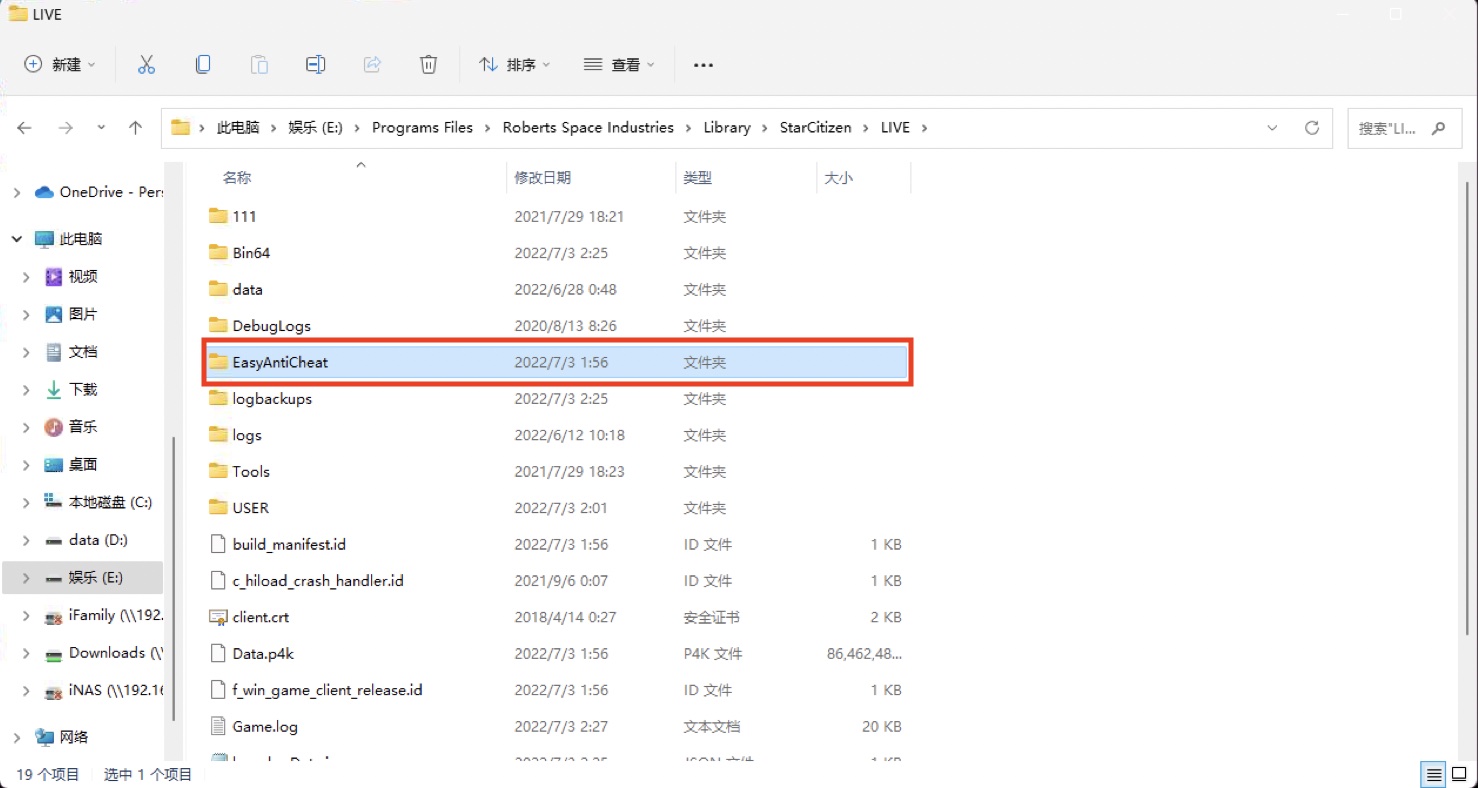 LIVE
新建
排序
查看
此电脑 娱乐 (E:) Programs Files Roberts Space Industries Library StarCitizen LIVE
搜索"LI...
名称 修改日期 类型 大小
OneDrive - Pers
此电脑
视频
图片
文档
下载
音乐
桌面
本地磁盘 (C:)
data (D:)
娱乐 (E:)
iFamily (\\192.
Downloads (\\
iNAS (\\192.16
网络
111 2021/7/29 18:21 文件夹
Bin64 2022/7/3 2:25 文件夹
data 2022/6/28 0:48 文件夹
DebugLogs 2020/8/13 8:26 文件夹
EasyAntiCheat 2022/7/3 1:56 文件夹
logbackups 2022/7/3 2:25 文件夹
logs 2022/6/12 10:18 文件夹
Tools 2021/7/29 18:23 文件夹
USER 2022/7/3 2:01 文件夹
build_manifest.id 2022/7/3 1:56 ID 文件 1 KB
c_hiload_crash_handler.id 2021/9/6 0:07 ID 文件 1 KB
client.crt 2018/4/14 0:27 安全证书 2 KB
Data.p4k 2022/7/3 1:56 P4K 文件 86,462,48...
f_win_game_client_release.id 2022/7/3 1:56 ID 文件 1 KB
Game.log 2022/7/3 2:27 文本文档 20 KB
19 个项目 选中 1 个项目